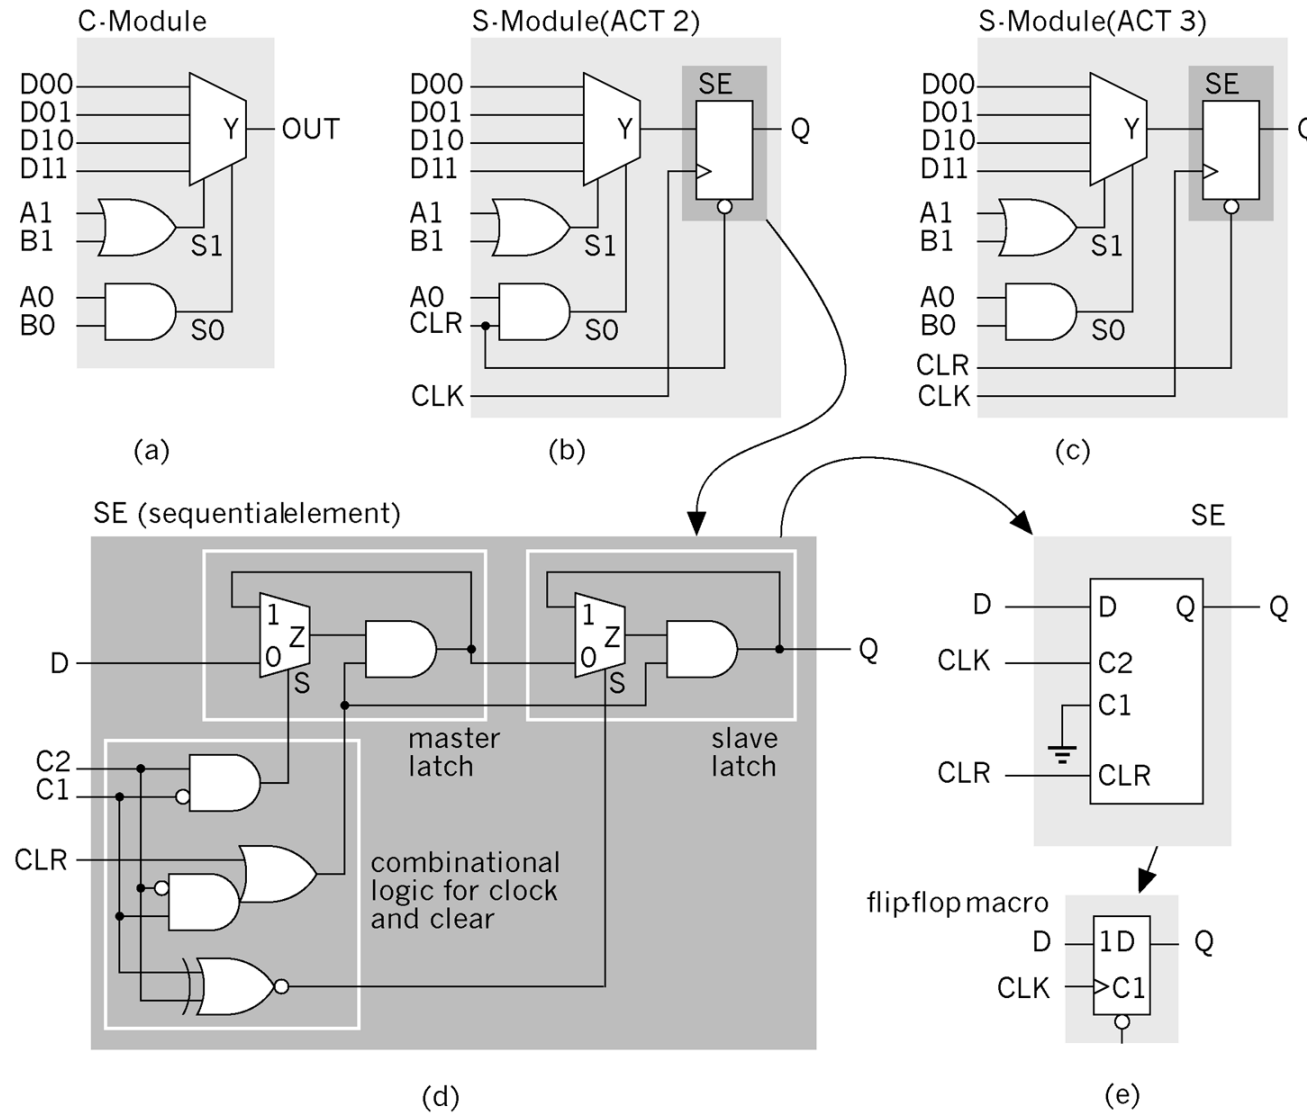 C-Module
D00
D01
D10
D11
Y
OUT
A1
B1
S1
A0
B0
S0
(a)
S-Module(ACT 2)
SE
D00
D01
D10
D11
Y
Q
A1
B1
S1
A0
CLR
S0
CLK
(b)
S-Module(ACT 3)
SE
D00
D01
D10
D11
Y
Q
A1
B1
S1
A0
B0
S0
CLR
CLK
(c)
SE (sequentialelement)
1
Z
0
S
D
master
latch
1
Z
0
S
Q
slave
latch
C2
C1
CLR
combinational
logic for clock
and clear
(d)
SE
D
D
Q
Q
CLK
C2
C1
CLR
CLR
flip-flop macro
D
1D
Q
CLK
C1
(e)